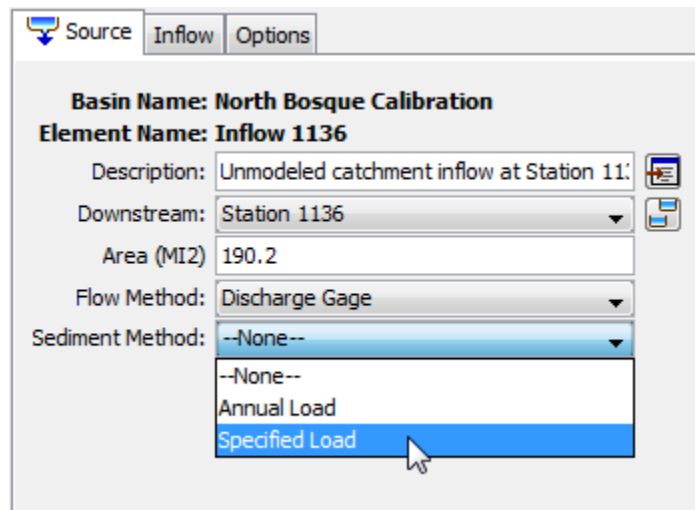 Source Inflow Options
Basin Name: North Bosque Calibration
Element Name: Inflow 1136
Description: Unmodeled catchment inflow at Station
Downstream: Station 1136
Area (MI2) 190.2
Flow Method: Discharge Gage
Sediment Method: --None--
--None--
Annual Load
Specified Load